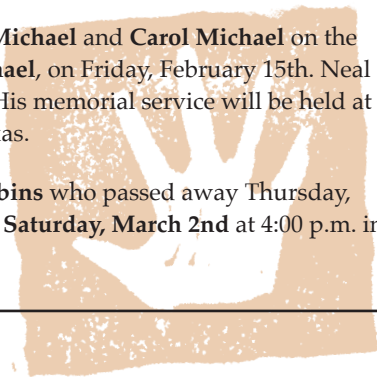 Michael and Carol Michael on the
hael, on Friday, February 15th. Neal
His memorial service will be held at
as.
bins who passed away Thursday,
Saturday, March 2nd at 4:00 p.m. in